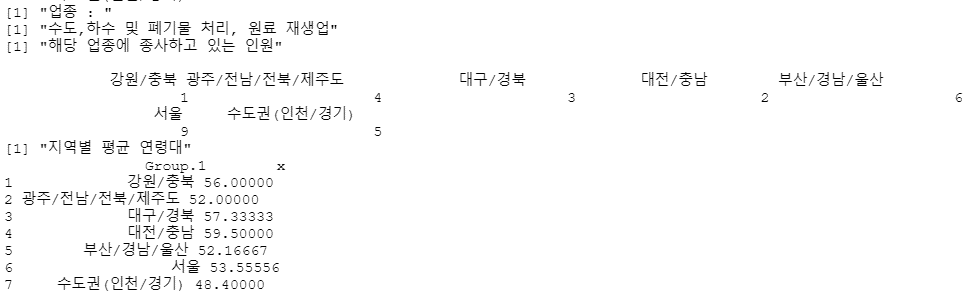 [1] "업종 : "
[1] "수도,하수 및 폐기물 처리, 원료 재생업"
[1] "해당 업종에 종사하고 있는 인원"
강원/충북 광주/전남/전북/제주도 대구/경북 대전/충남 부산/경남/울산
1 4 3 2 6
서울 수도권(인천/경기)
9 5
[1] "지역별 평균 연령대"
Group.1 x
1 강원/충북 56.00000
2 광주/전남/전북/제주도 52.00000
3 대구/경북 57.33333
4 대전/충남 59.50000
5 부산/경남/울산 52.16667
6 서울 53.55556
7 수도권(인천/경기) 48.40000